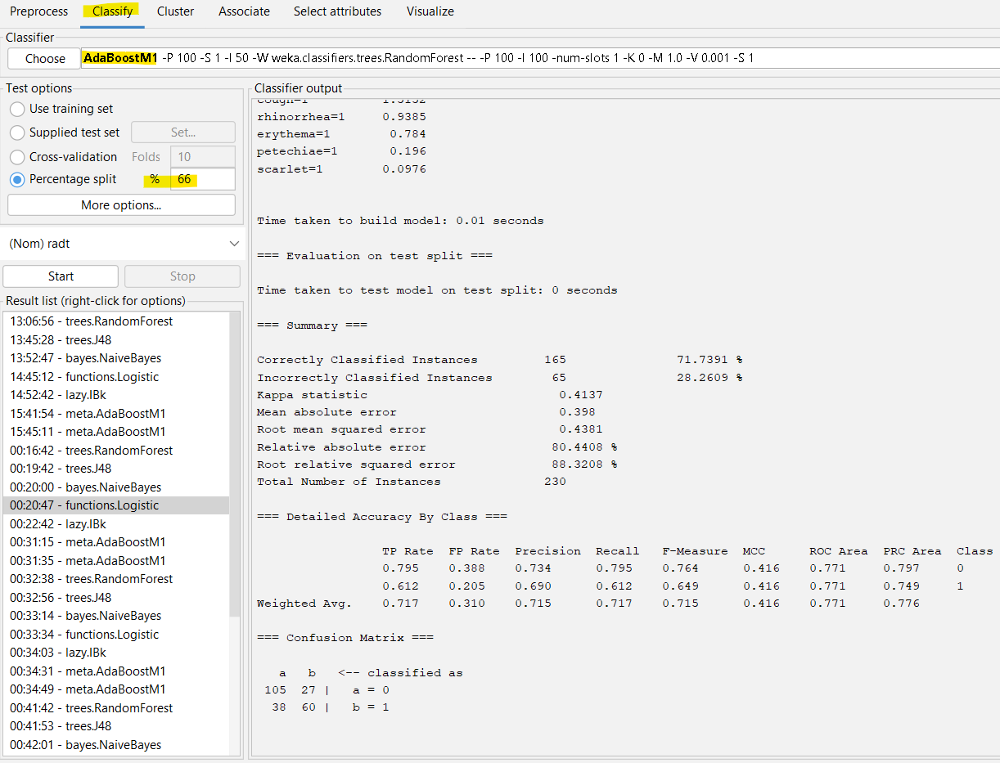 Preprocess Classify Cluster Associate Select attributes Visualize
Classifier
Choose AdaBoostM1 -P 100 -S 1 -I 50 -W weka.classifiers.trees.RandomForest -- -P 100 -I 100 -num-slots 1 -K 0 -M 1.0 -V 0.001 -S 1
Test options
Use training set
Supplied test set Set...
Cross-validation Folds 10
Percentage split % 66
More options...
(Nom) radt
Start Stop
Result list (right-click for options)
13:06:56 - trees.RandomForest
13:45:28 - trees.J48
13:52:47 - bayes.NaiveBayes
14:45:12 - functions.Logistic
14:52:42 - lazy.IBk
15:41:54 - meta.AdaBoostM1
15:45:11 - meta.AdaBoostM1
00:16:42 - trees.RandomForest
00:19:42 - trees.J48
00:20:00 - bayes.NaiveBayes
00:20:47 - functions.Logistic
00:22:42 - lazy.IBk
00:31:15 - meta.AdaBoostM1
00:31:35 - meta.AdaBoostM1
00:32:38 - trees.RandomForest
00:32:56 - trees.J48
00:33:14 - bayes.NaiveBayes
00:33:34 - functions.Logistic
00:34:03 - lazy.IBk
00:34:31 - meta.AdaBoostM1
00:34:49 - meta.AdaBoostM1
00:41:42 - trees.RandomForest
00:41:53 - trees.J48
00:42:01 - bayes.NaiveBayes
Classifier output
cough=1
rhinorrhea=1 0.9385
erythema=1 0.784
petechiae=1 0.196
scarlet=1 0.0976
Time taken to build model: 0.01 seconds
=== Evaluation on test split ===
Time taken to test model on test split: 0 seconds
=== Summary ===
Correctly Classified Instances 165 71.7391 %
Incorrectly Classified Instances 65 28.2609 %
Kappa statistic 0.4137
Mean absolute error 0.398
Root mean squared error 0.4381
Relative absolute error 80.4408 %
Root relative squared error 88.3208 %
Total Number of Instances 230
=== Detailed Accuracy By Class ===
TP Rate FP Rate Precision Recall F-Measure MCC ROC Area PRC Area Class
0.795 0.388 0.734 0.795 0.764 0.416 0.771 0.797 0
0.612 0.205 0.690 0.612 0.649 0.416 0.771 0.749 1
Weighted Avg. 0.717 0.310 0.715 0.717 0.715 0.416 0.771 0.776
=== Confusion Matrix ===
a b <-- classified as
105 27 | a = 0
38 60 | b = 1